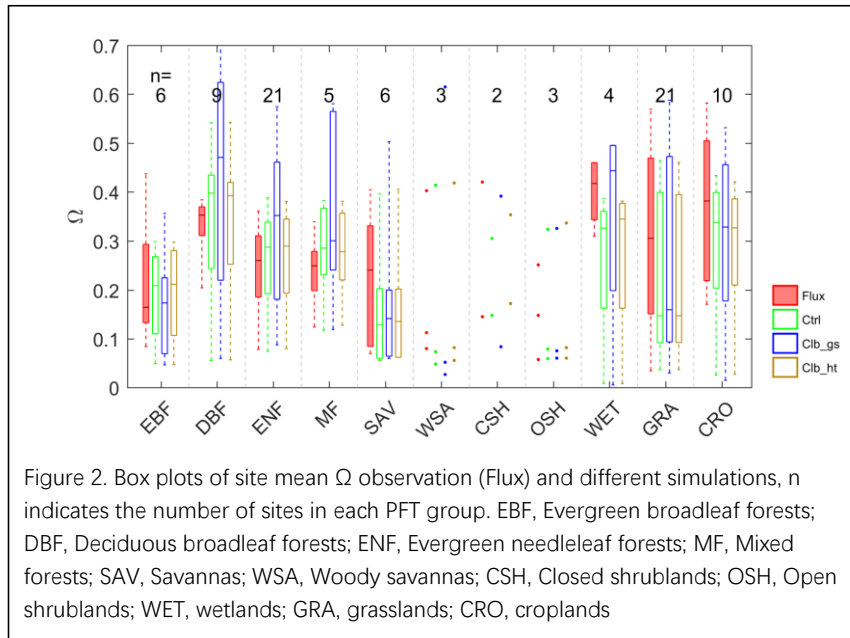 0.7
0.6
0.5
0.4
0.3
0.2
0.1
0
Ω
n=
6 9 21 5 6 3 2 3 4 21 10
EBF DBF ENF MF SAV WSA CSH OSH WET GRA CRO
Flux
Ctrl
Clb_gs
Clb_ht
Figure 2. Box plots of site mean Ω observation (Flux) and different simulations, n
indicates the number of sites in each PFT group. EBF, Evergreen broadleaf forests;
DBF, Deciduous broadleaf forests; ENF, Evergreen needleleaf forests; MF, Mixed
forests; SAV, Savannas; WSA, Woody savannas; CSH, Closed shrublands; OSH, Open
shrublands; WET, wetlands; GRA, grasslands; CRO, croplands